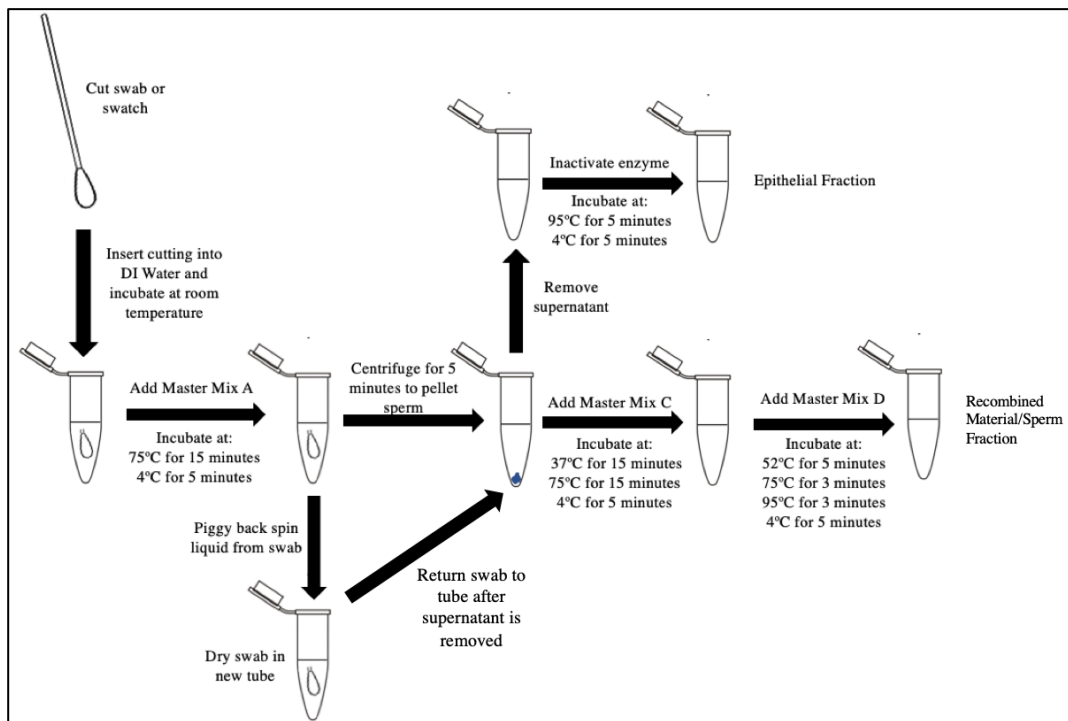 Cut swab or
swatch
Insert cutting into
DI Water and
incubate at room
temperature
Add Master Mix A
Incubate at:
75ºC for 15 minutes
4ºC for 5 minutes
Piggy back spin
liquid from swab
Dry swab in
new tube
Centrifuge for 5
minutes to pellet
sperm
Return swab to
tube after
supernatant is
removed
Remove
supernatant
Inactivate enzyme
Incubate at:
95ºC for 5 minutes
4ºC for 5 minutes
Epithelial Fraction
Add Master Mix C
Incubate at:
37ºC for 15 minutes
75ºC for 15 minutes
4ºC for 5 minutes
Add Master Mix D
Incubate at:
52ºC for 5 minutes
75ºC for 3 minutes
95ºC for 3 minutes
4ºC for 5 minutes
Recombined
Material/Sperm
Fraction